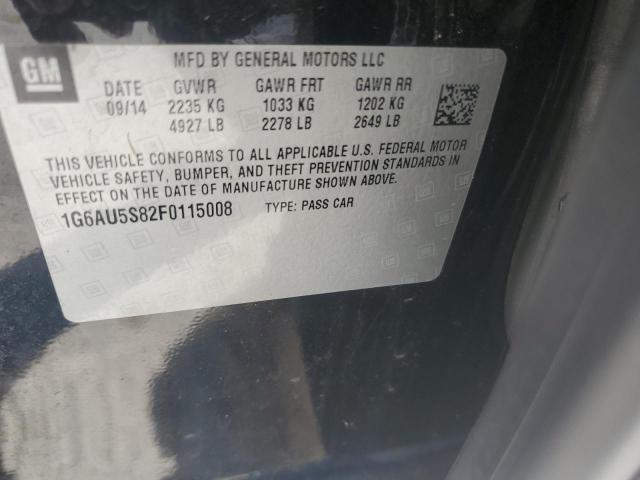 GM
MFD BY GENERAL MOTORS LLC
DATE GVWR GAWR FRT GAWR RR
09/14 2235 KG 1033 KG 1202 KG
4927 LB 2278 LB 2649 LB
THIS VEHICLE CONFORMS TO ALL APPLICABLE U.S. FEDERAL MOTOR
VEHICLE SAFETY, BUMPER, AND THEFT PREVENTION STANDARDS IN
EFFECT ON THE DATE OF MANUFACTURE SHOWN ABOVE.
1G6AU5S82F0115008 TYPE: PASS CAR